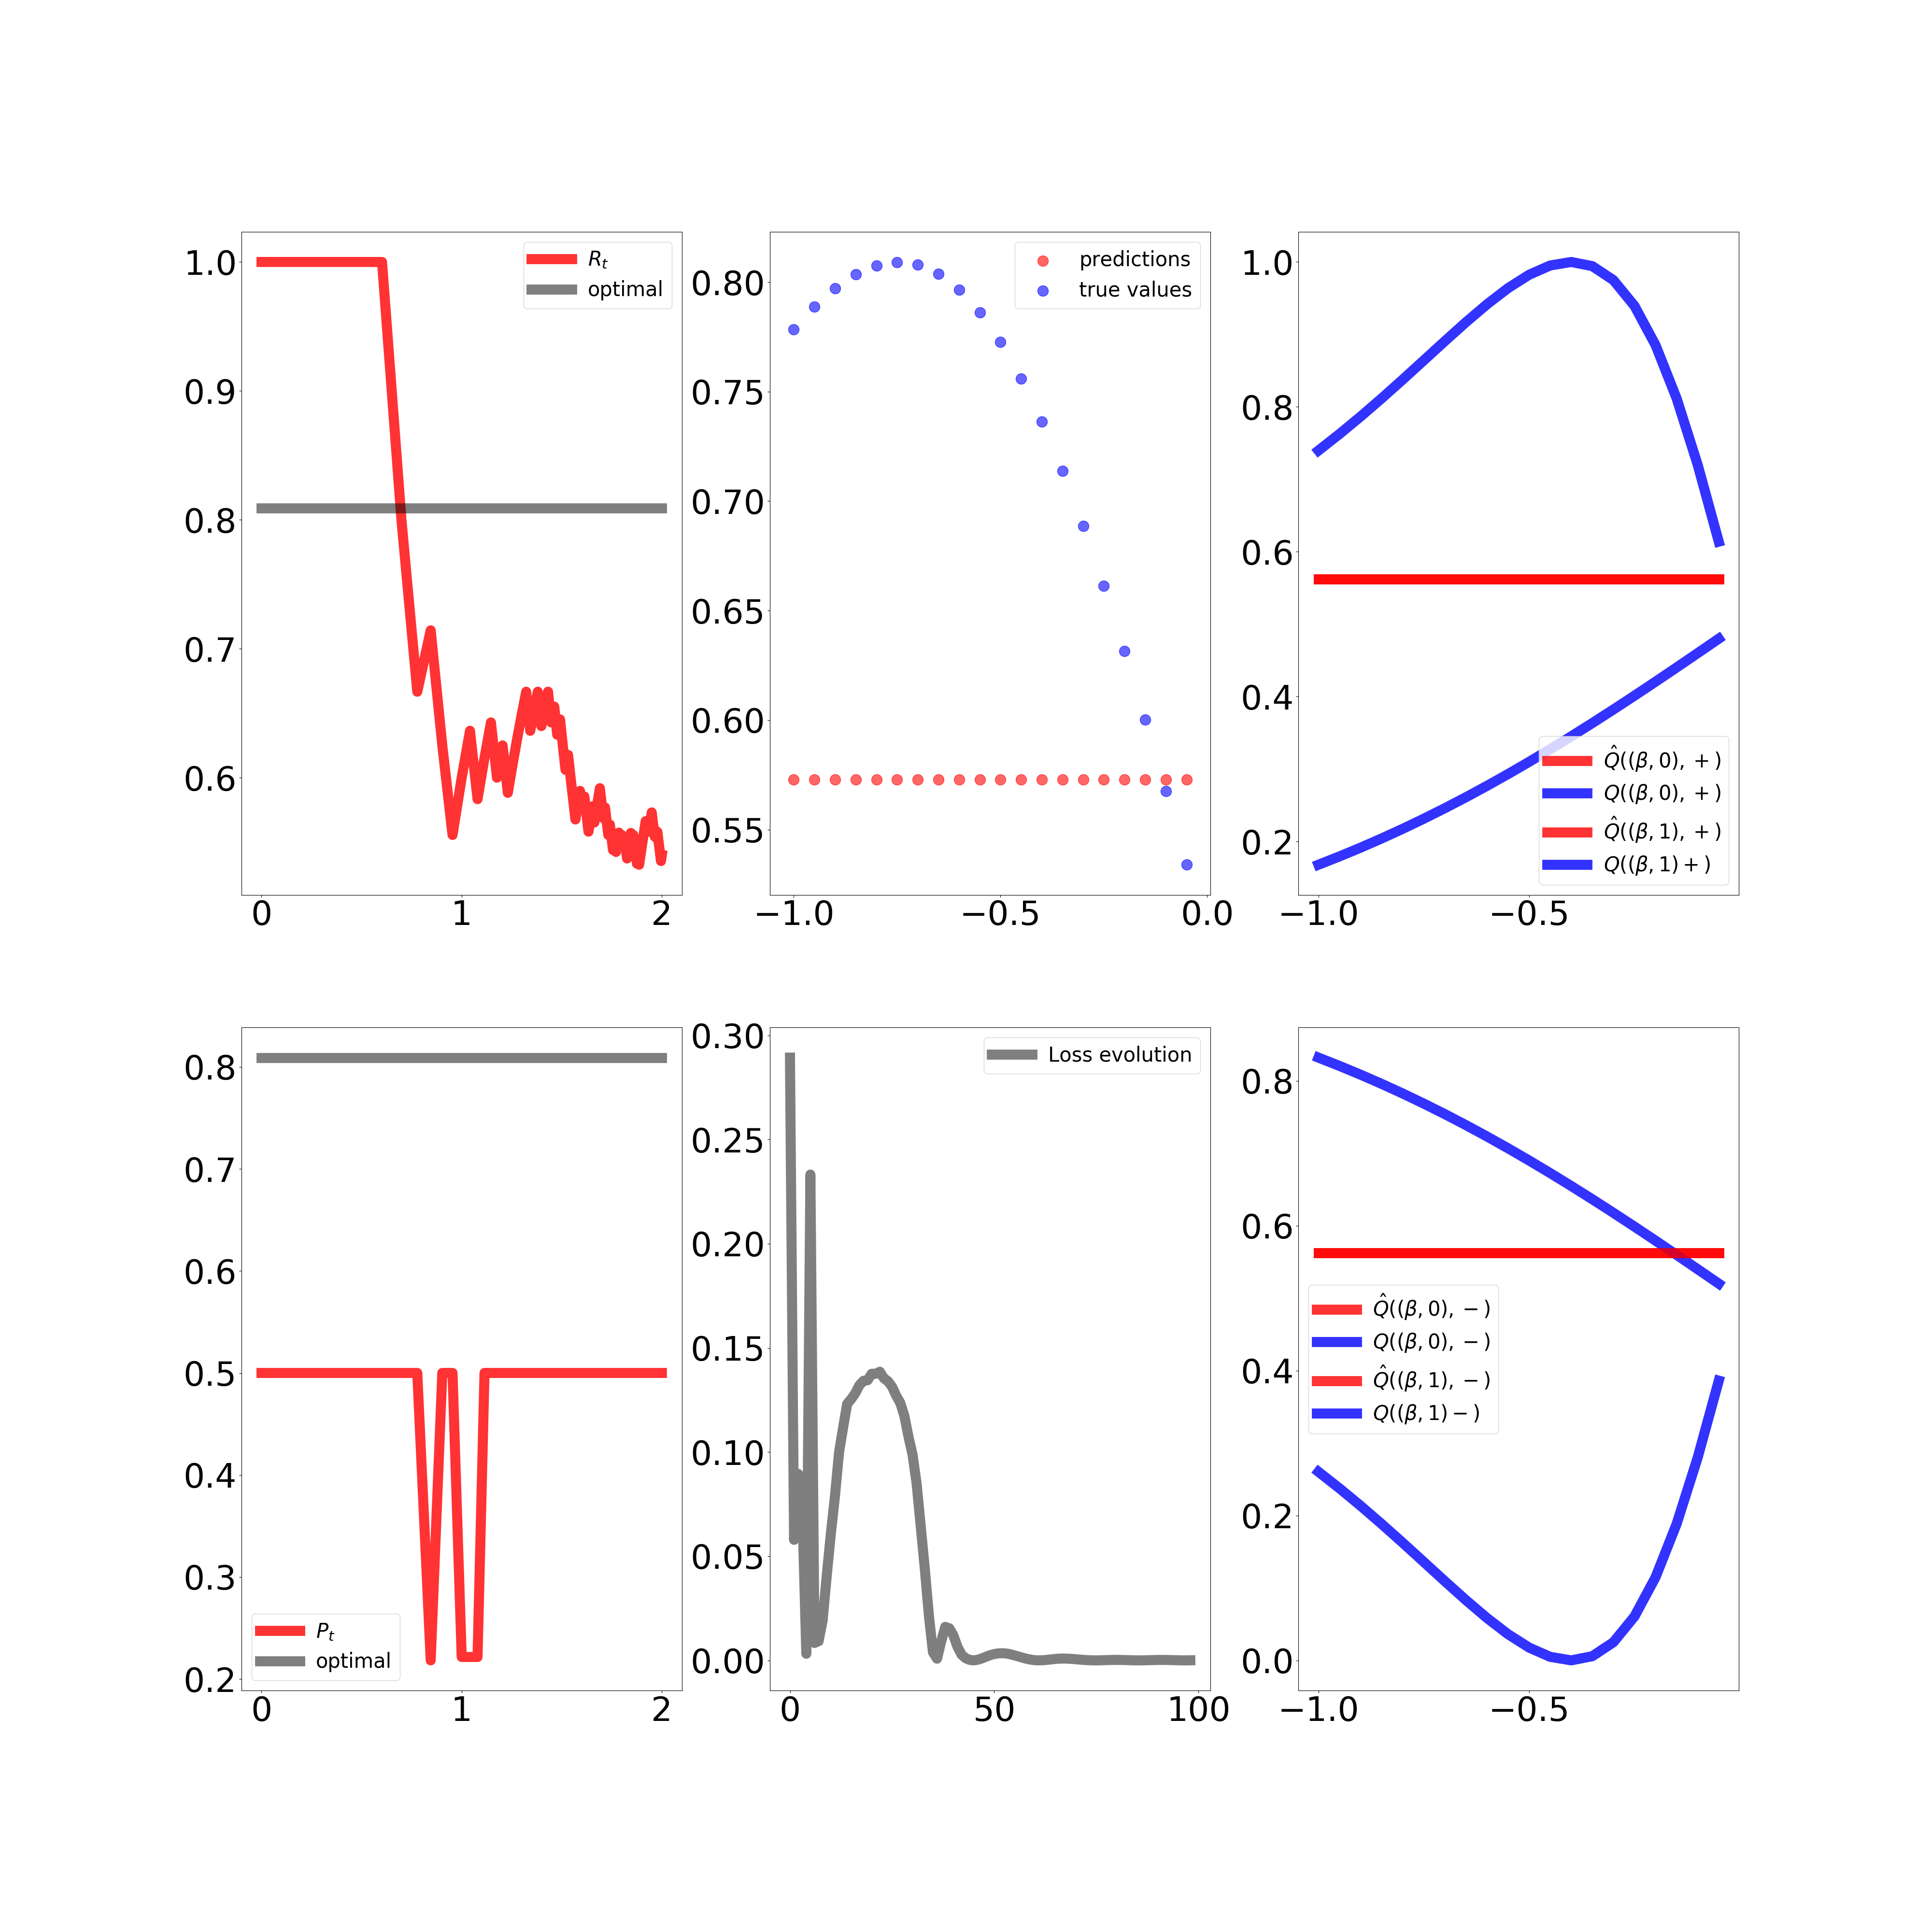 1.0
0.9
0.8
0.7
0.6
0 1 2
R_t
optimal
0.80
0.75
0.70
0.65
0.60
0.55
−1.0 −0.5 0.0
predictions
true values
1.0
0.8
0.6
0.4
0.2
−1.0 −0.5
Q̂((β, 0), +)
Q((β, 0), +)
Q̂((β, 1), +)
Q((β, 1)+)
0.8
0.7
0.6
0.5
0.4
0.3
0.2
0 1 2
P_t
optimal
0.30
0.25
0.20
0.15
0.10
0.05
0.00
0 50 100
Loss evolution
0.8
0.6
0.4
0.2
0.0
−1.0 −0.5
Q̂((β, 0), −)
Q((β, 0), −)
Q̂((β, 1), −)
Q((β, 1)−)